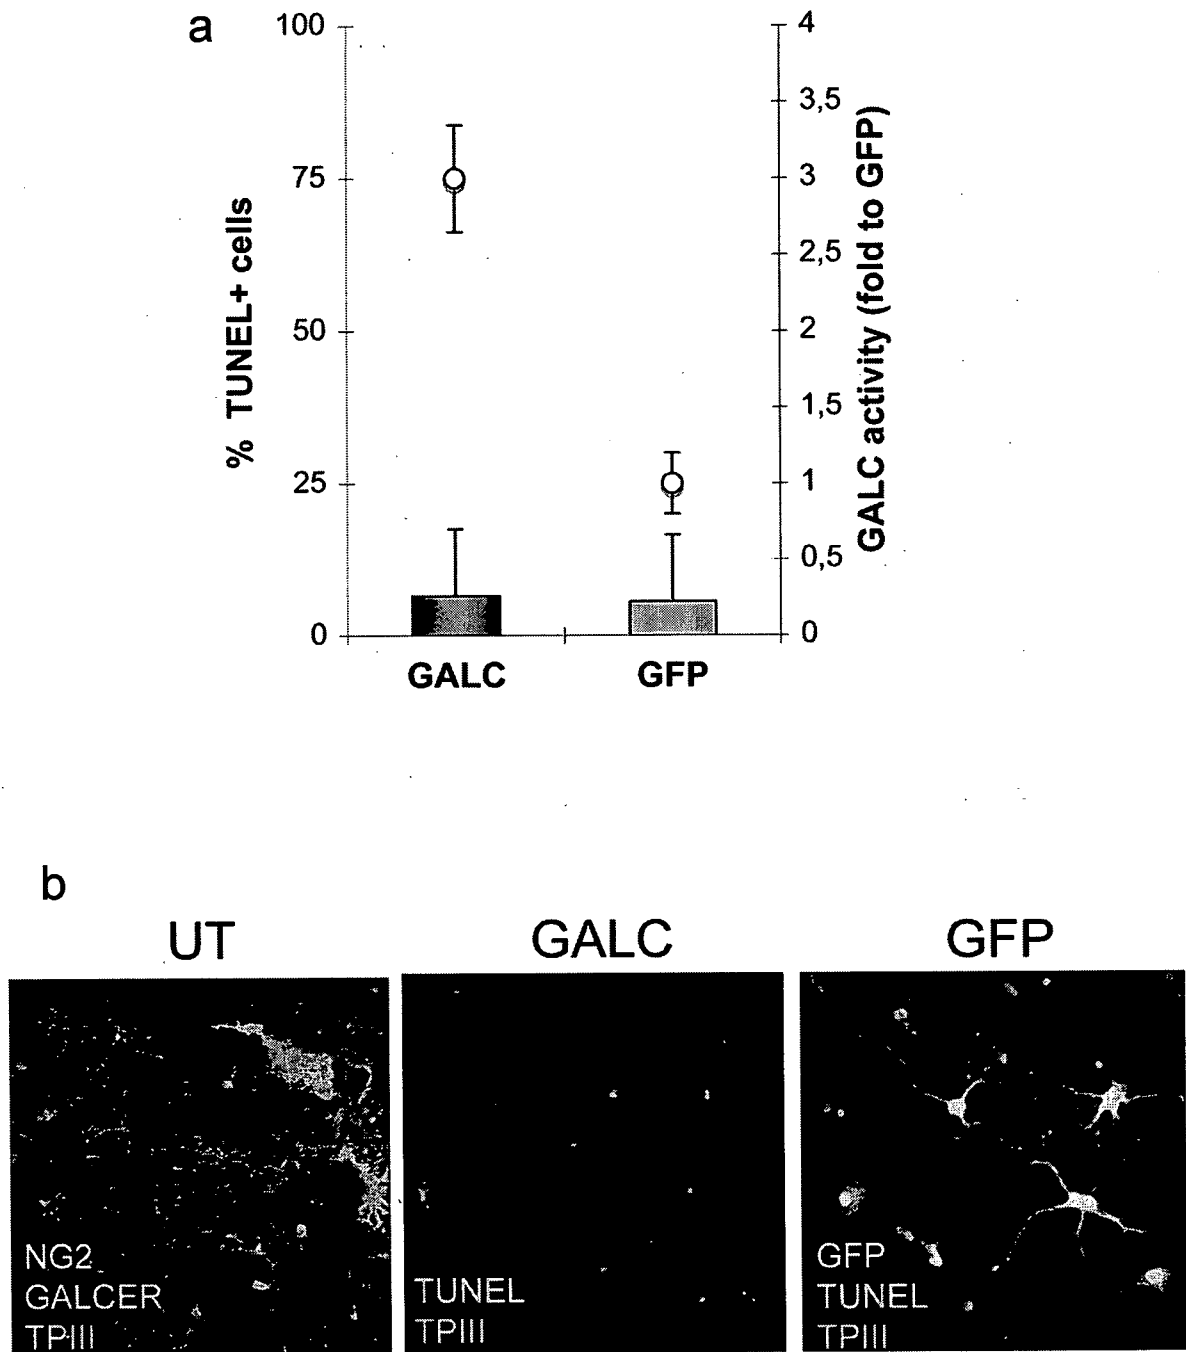 a
100
75
50
25
0
% TUNEL+ cells
4
3,5
3
2,5
2
1,5
1
0,5
0
GALC activity (fold to GFP)
GALC GFP
b
UT GALC GFP
NG2
GALCER
TPIII
TUNEL
TPIII
GFP
TUNEL
TPIII